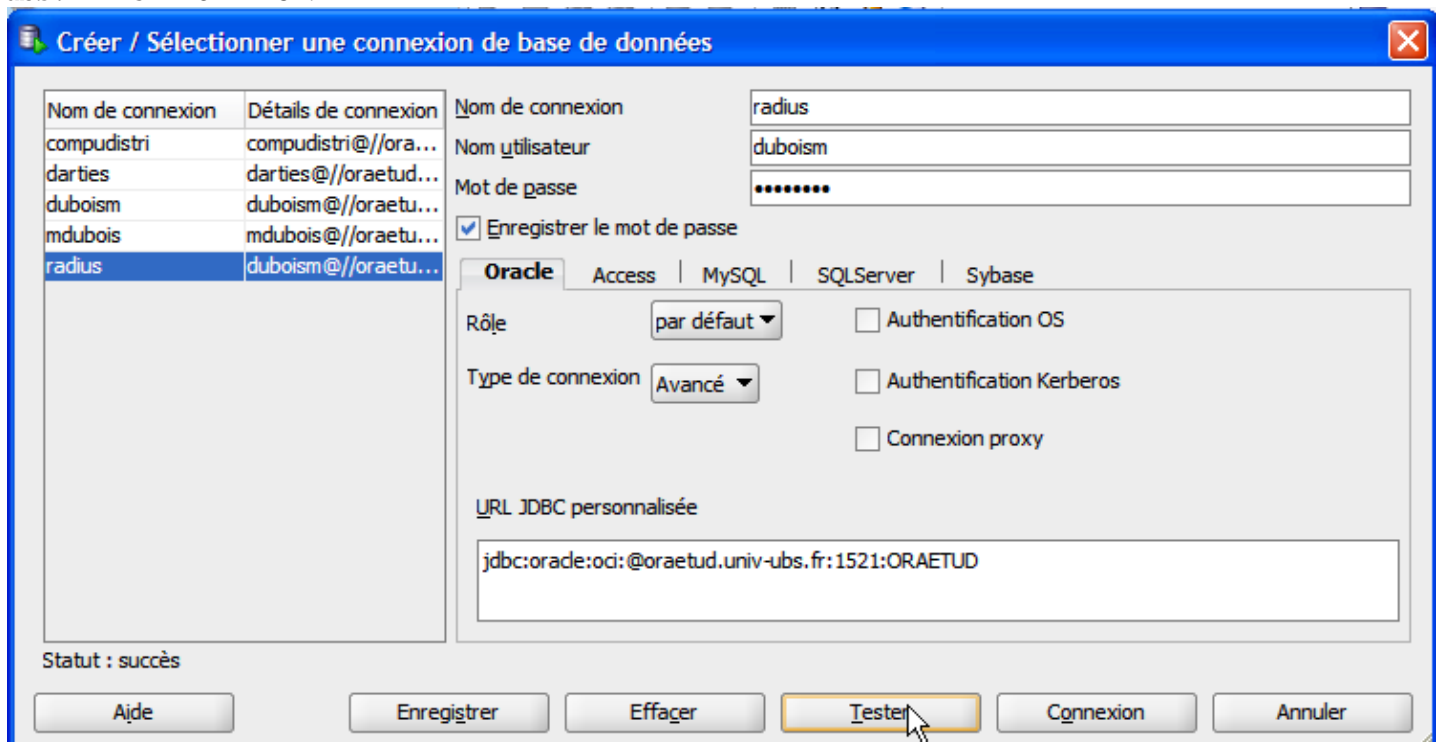 Créer / Sélectionner une connexion de base de données
Nom de connexion Détails de connexion
compudistri compudistri@//ora...
darties darties@//oraetud...
duboism duboism@//oraetu...
mdubois mdubois@//oraetu...
radius duboism@//oraetu...
Nom de connexion radius
Nom utilisateur duboism
Mot de passe ••••••••
Enregistrer le mot de passe
Oracle Access MySQL SQLServer Sybase
Rôle par défaut Authentification OS
Type de connexion Avancé Authentification Kerberos
Connexion proxy
URL JDBC personnalisée
jdbc:oracle:oci:@oraetud.univ-ubs.fr:1521:ORAETUD
Statut : succès
Aide Enregistrer Effacer Tester Connexion Annuler